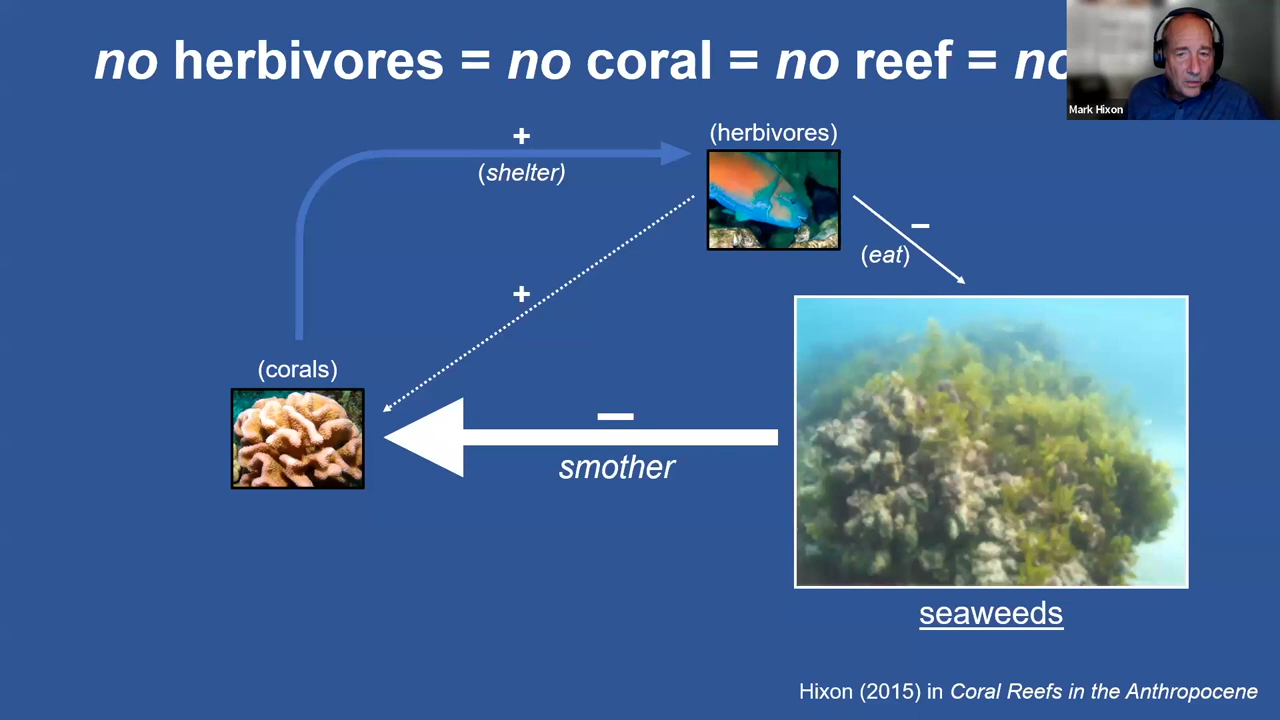 no herbivores = no coral = no reef = no
Mark Hixon
(herbivores)
+
(shelter)
–
(eat)
+
(corals)
–
smother
seaweeds
Hixon (2015) in Coral Reefs in the Anthropocene